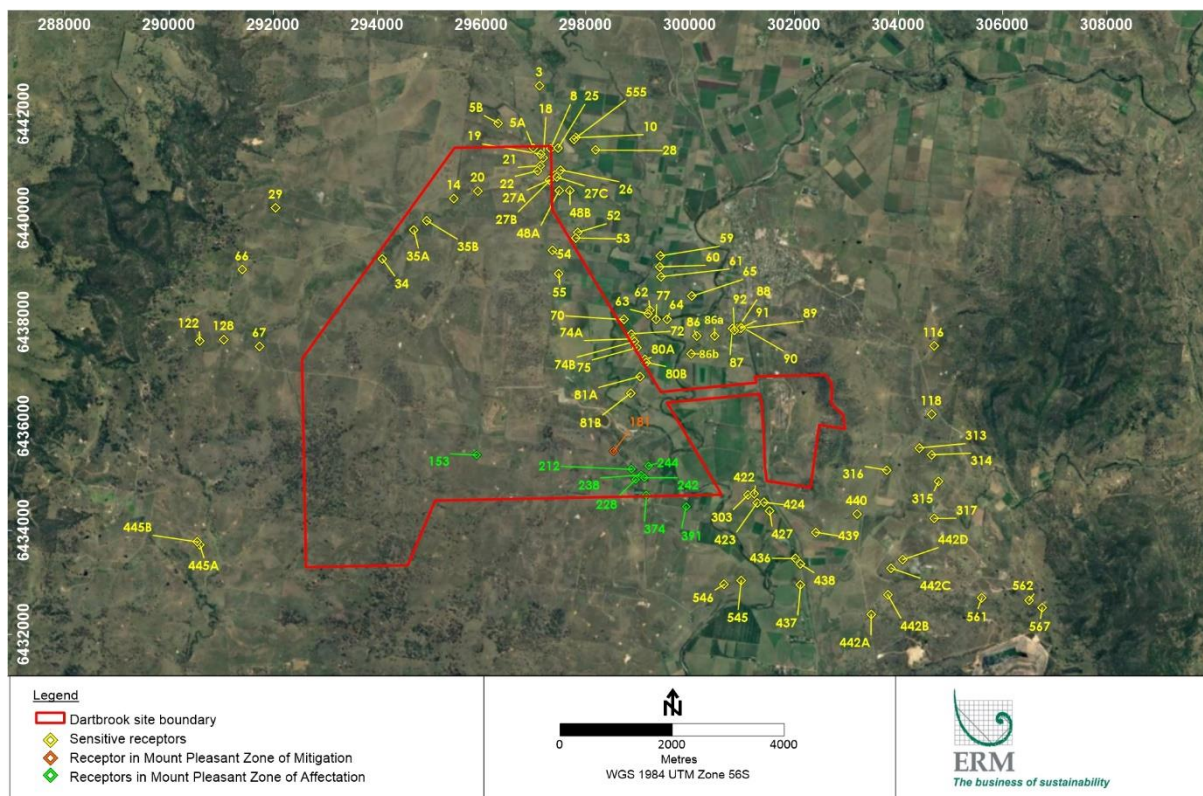 288000 290000 292000 294000 296000 298000 300000 302000 304000 306000 308000
6442000
6440000
6438000
6436000
6434000
6432000
3
5B
5A
18
8
25
555
10
19
28
21
22
20
14
27A
27B
27C
26
48A
48B
29
35A
35B
34
52
53
54
55
59
60
61
65
66
62
77
63
64
70
72
74A
74B
75
80A
80B
86
86a
86b
92
88
91
89
87
90
122
128
67
116
118
81A
81B
181
153
212
244
238
242
228
374
391
313
314
316
315
317
422
303
424
423
427
440
439
436
438
437
442D
442C
442B
442A
445B
445A
546
545
561
562
567
Legend
Dartbrook site boundary
Sensitive receptors
Receptor in Mount Pleasant Zone of Mitigation
Receptors in Mount Pleasant Zone of Affectation
N
0 2000 4000
Metres
WGS 1984 UTM Zone 56S
ERM
The business of sustainability